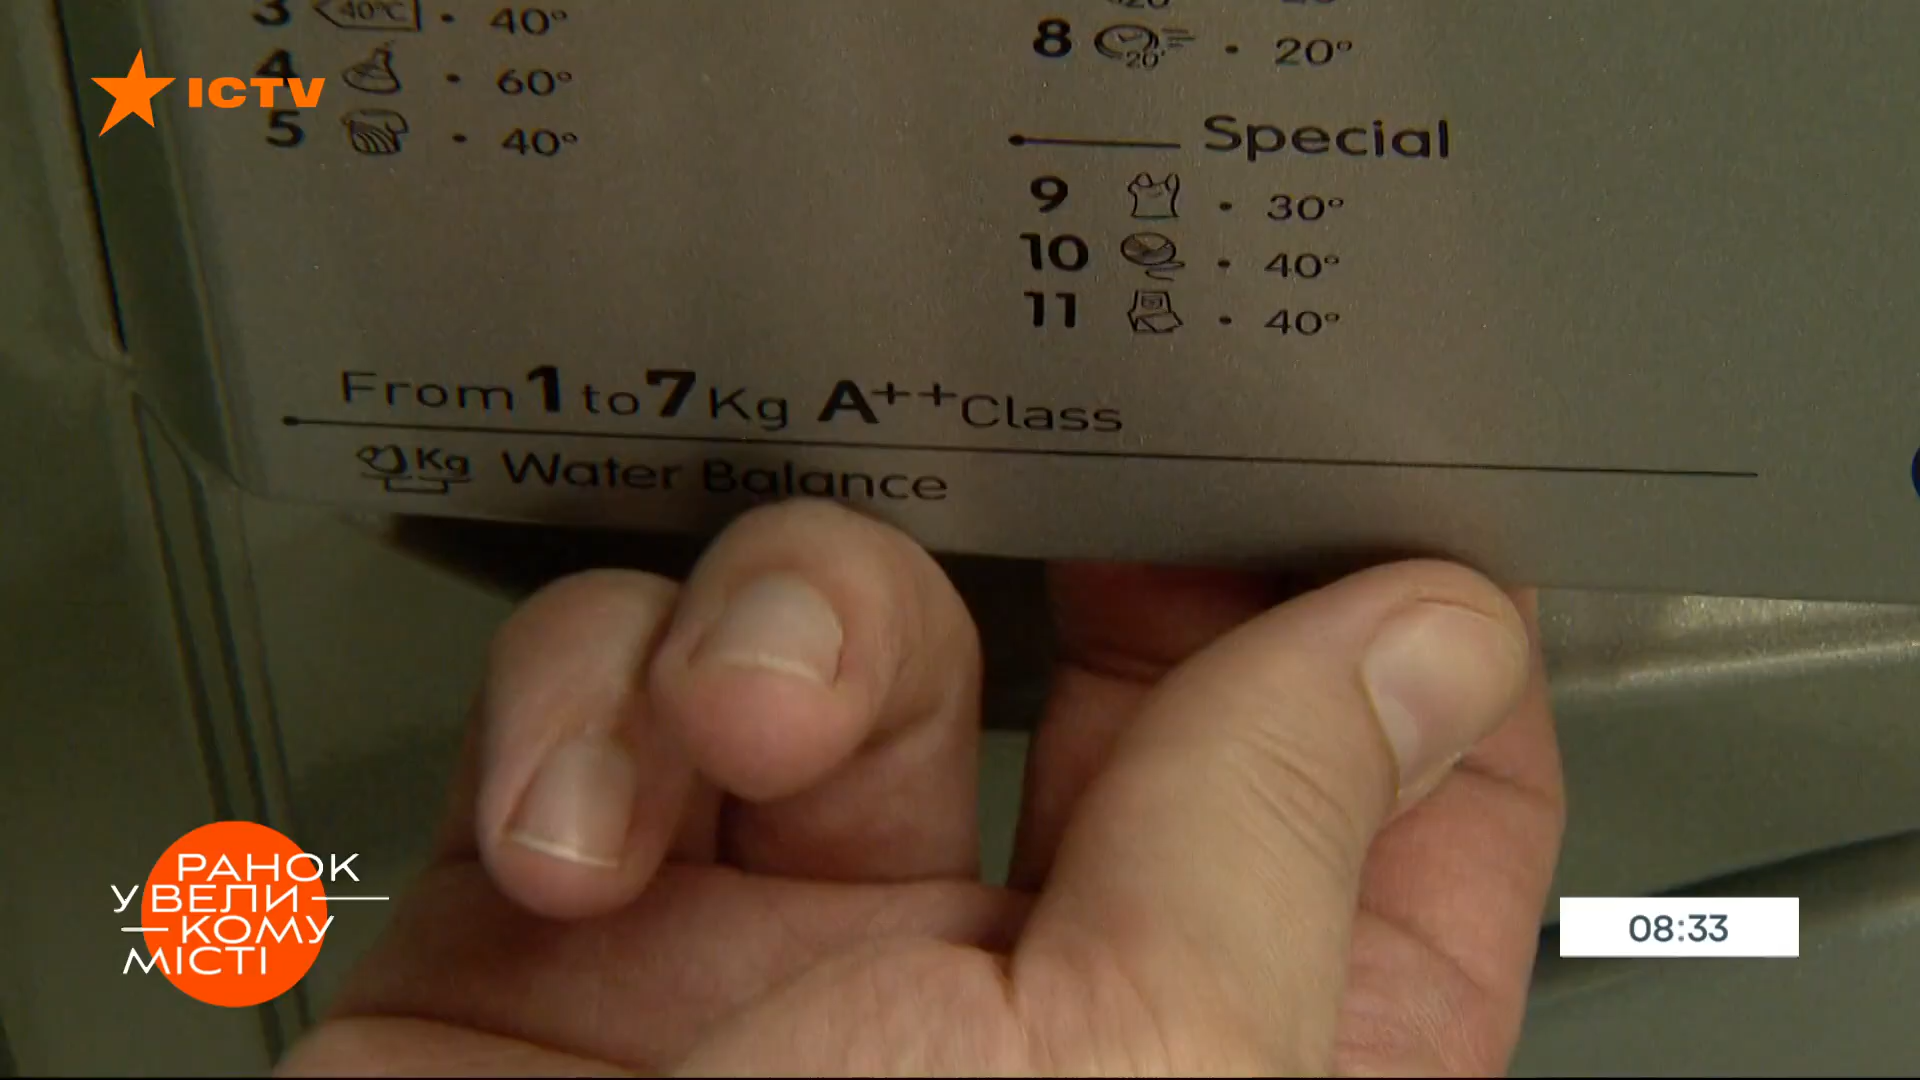 3 40°C • 40°
4 • 60°
5 • 40°
8 20' • 20°
Special
9 • 30°
10 • 40°
11 • 40°
From 1 to 7 Kg A++ Class
Kg Water Balance
ICTV
РАНОК
У ВЕЛИ
КОМУ
МІСТІ
08:33